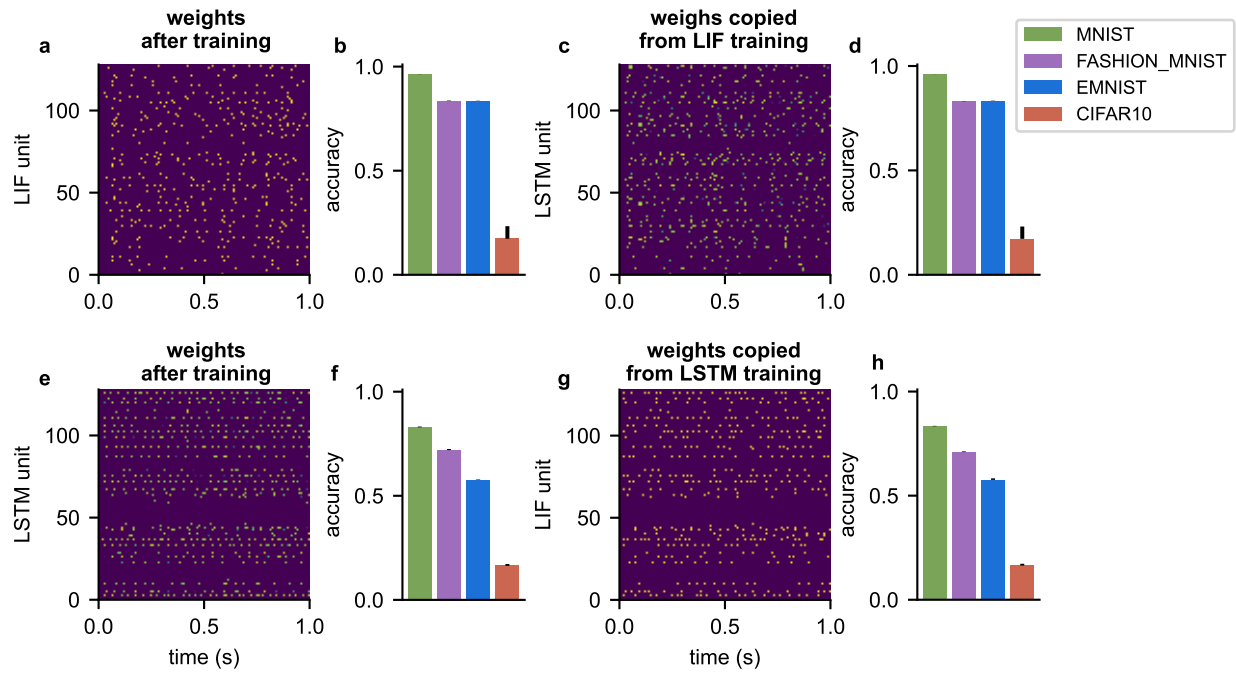 a
weights
after training
LIF unit
100
50
0
0.0
0.5
1.0
b
accuracy
1.0
0.5
0.0
c
weighs copied
from LIF training
LSTM unit
100
50
0
0.0
0.5
1.0
d
accuracy
1.0
0.5
0.0
MNIST
FASHION_MNIST
EMNIST
CIFAR10
e
weights
after training
LSTM unit
100
50
0
0.0
0.5
1.0
time (s)
f
accuracy
1.0
0.5
0.0
g
weights copied
from LSTM training
LIF unit
100
50
0
0.0
0.5
1.0
time (s)
h
accuracy
1.0
0.5
0.0